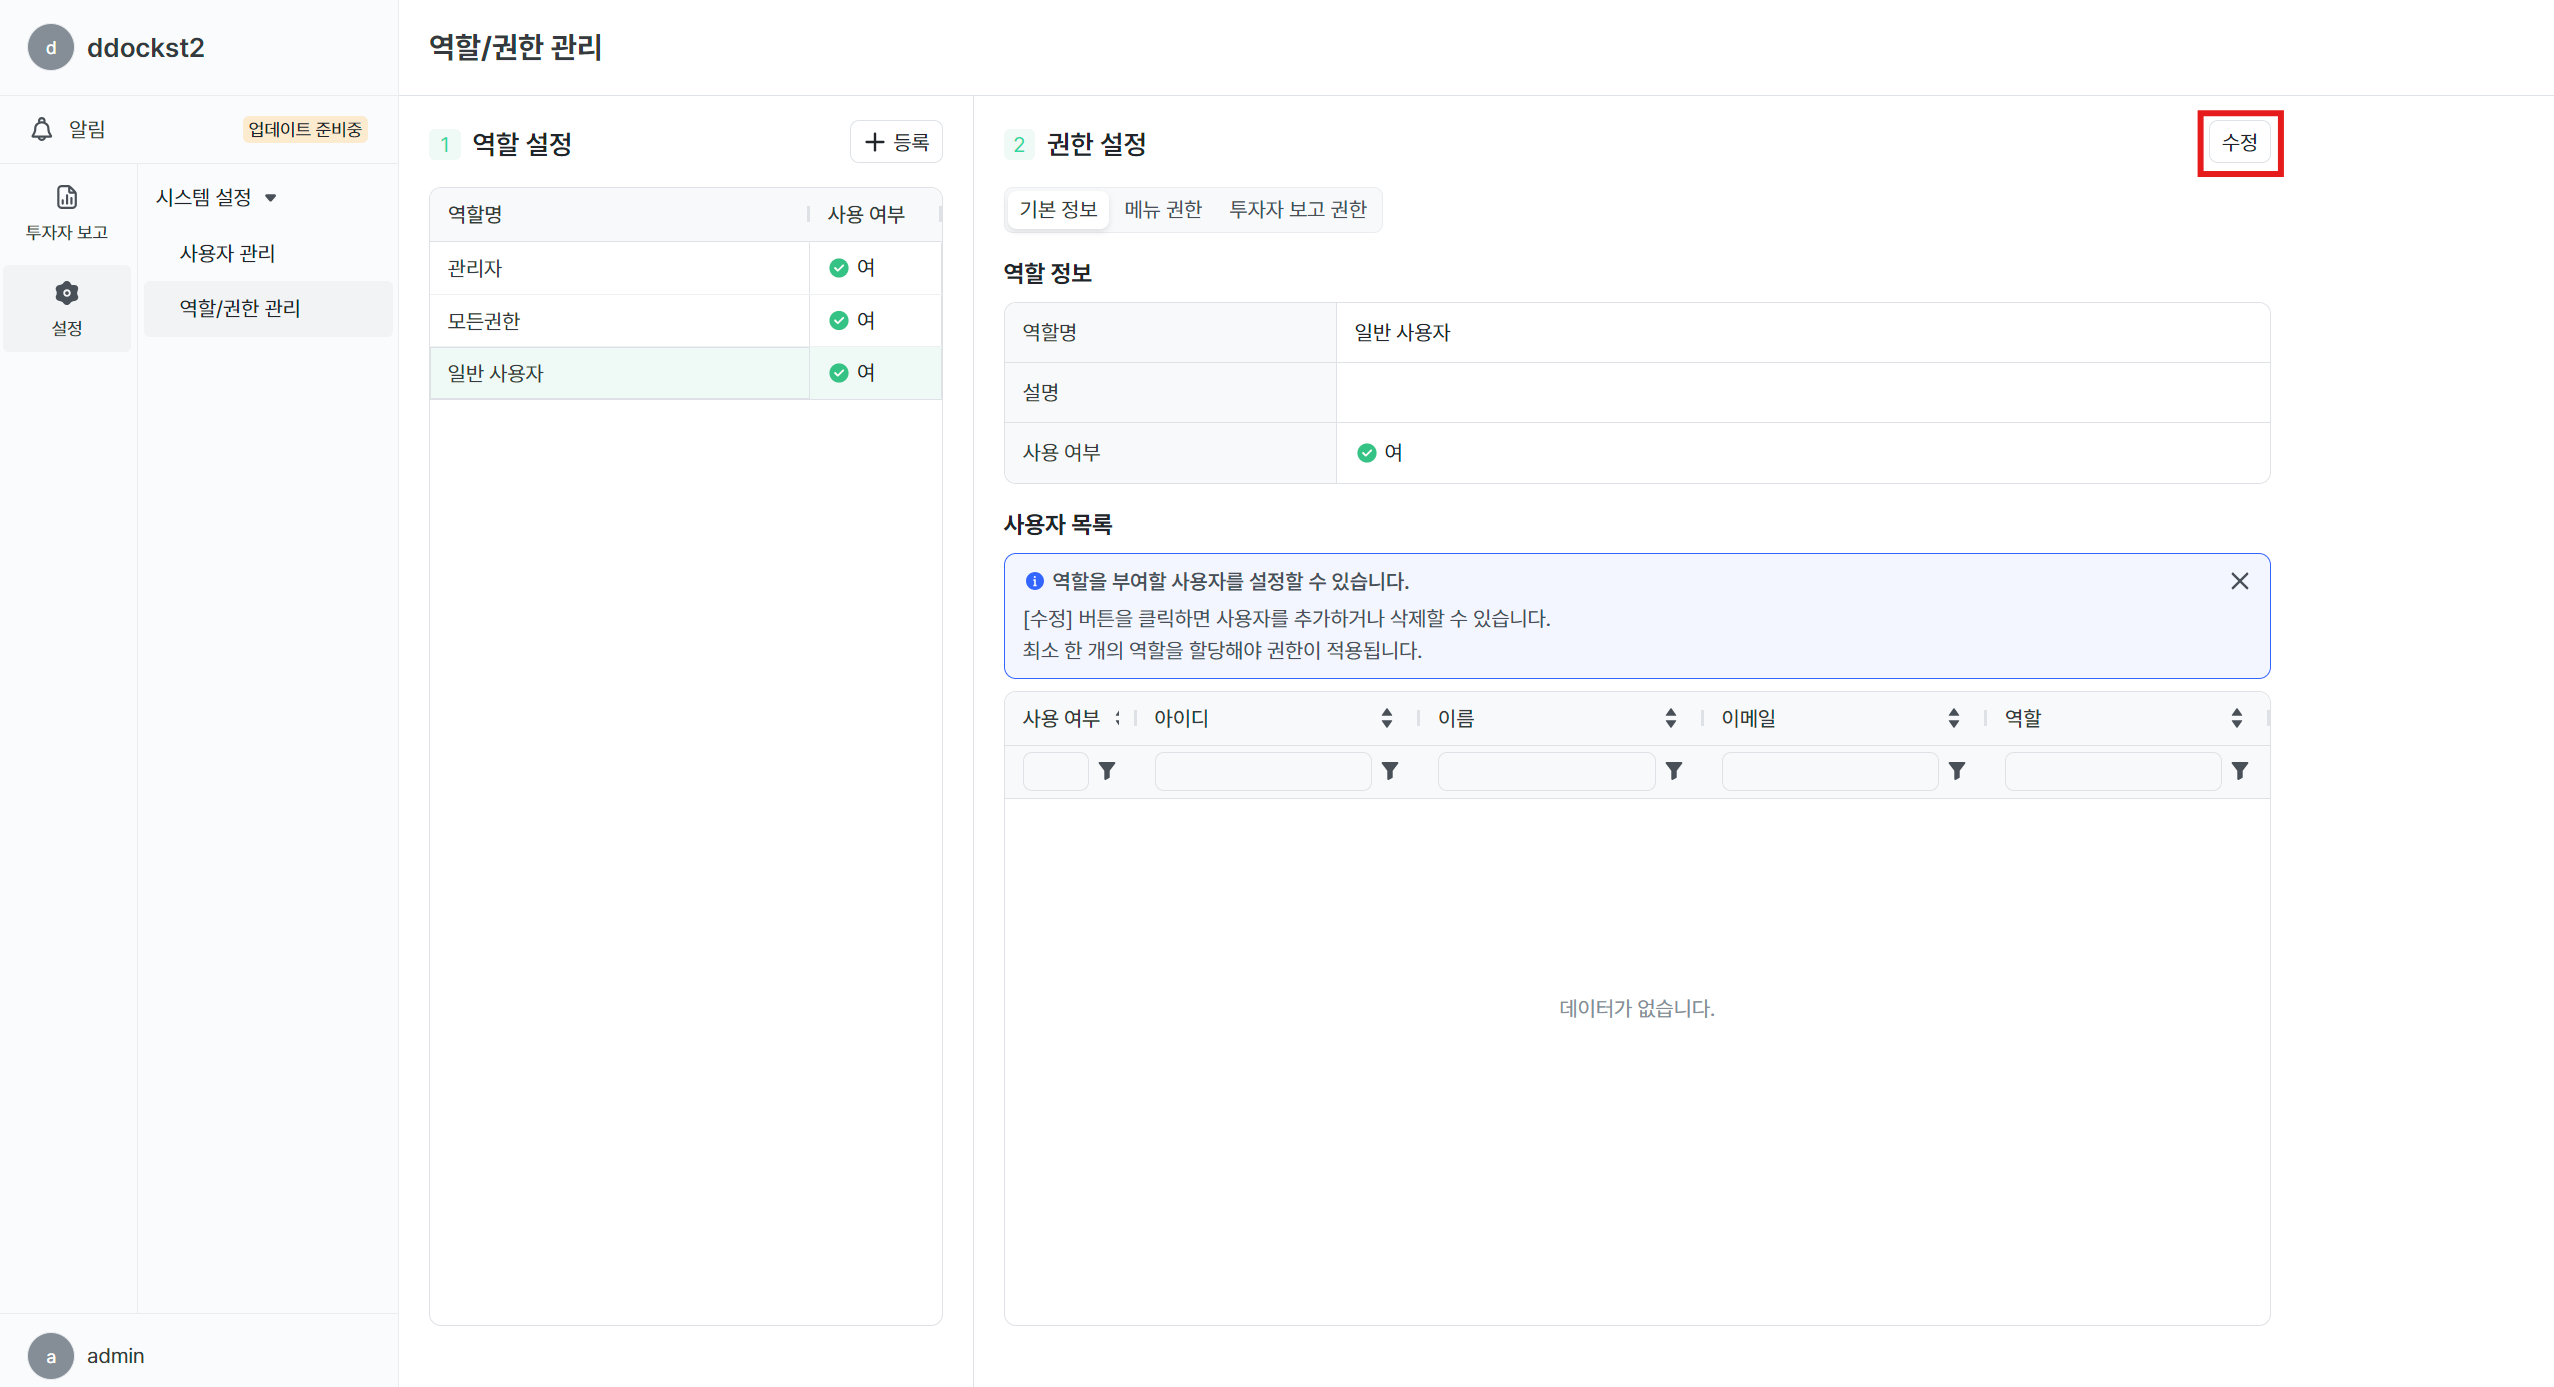 d ddockst2
알림 업데이트 준비중
투자자 보고
설정
시스템 설정
사용자 관리
역할/권한 관리
a admin
역할/권한 관리
1 역할 설정
등록
역할명 사용 여부
관리자 여
모든권한 여
일반 사용자 여
2 권한 설정
수정
기본 정보 메뉴 권한 투자자 보고 권한
역할 정보
역할명 일반 사용자
설명
사용 여부 여
사용자 목록
역할을 부여할 사용자를 설정할 수 있습니다.
[수정] 버튼을 클릭하면 사용자를 추가하거나 삭제할 수 있습니다.
최소 한 개의 역할을 할당해야 권한이 적용됩니다.
사용 여부 아이디 이름 이메일 역할
데이터가 없습니다.